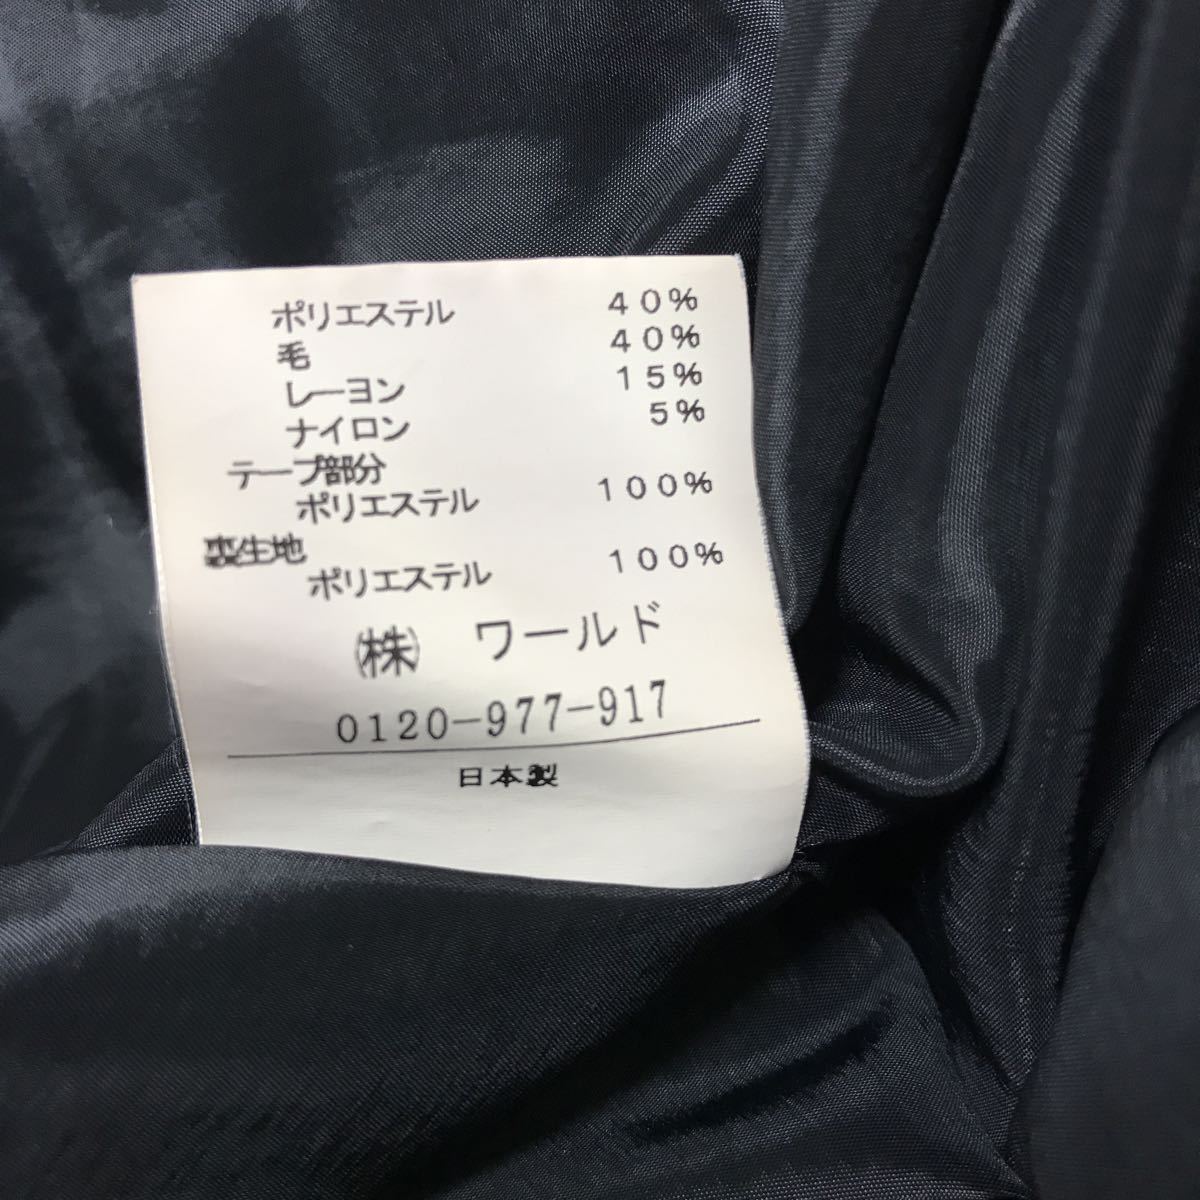 ポリエステル 40%
毛 40%
レーヨン 15%
ナイロン 5%
テープ部分
ポリエステル 100%
裏生地
ポリエステル 100%
㈱ ワールド
0120-977-917
日本製